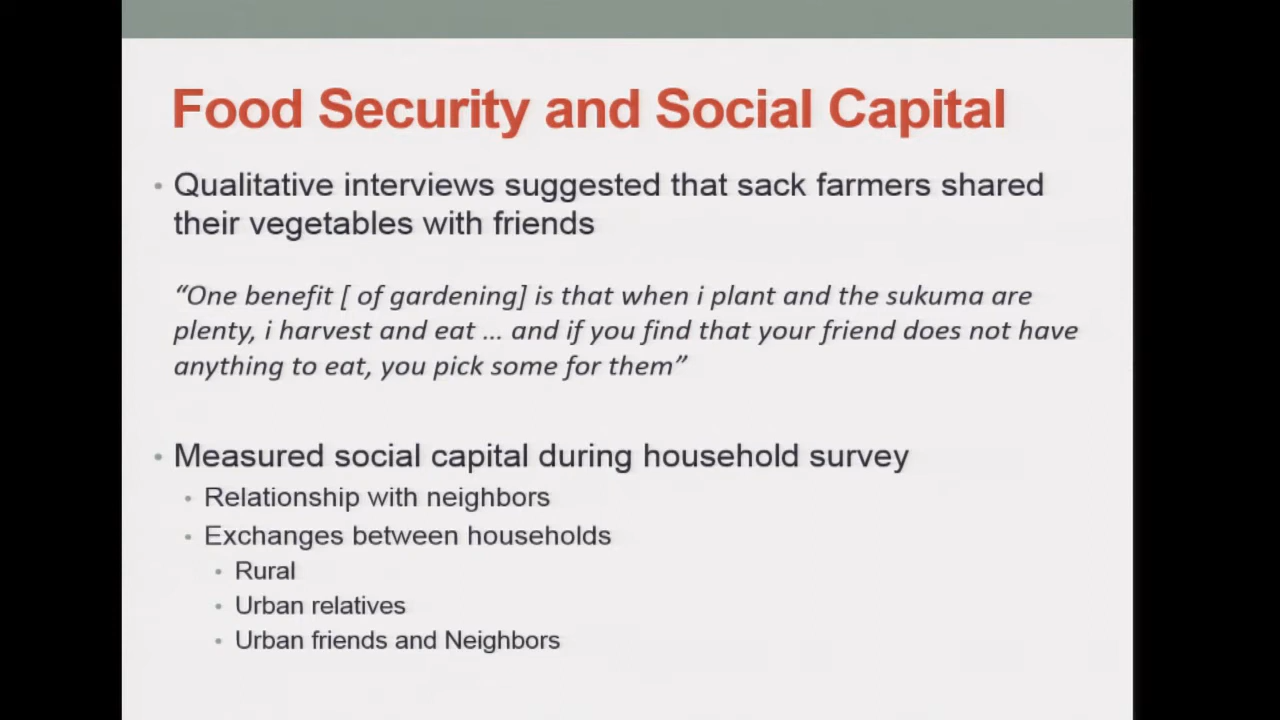 Food Security and Social Capital
• Qualitative interviews suggested that sack farmers shared
their vegetables with friends
“One benefit [ of gardening] is that when i plant and the sukuma are
plenty, i harvest and eat ... and if you find that your friend does not have
anything to eat, you pick some for them”
• Measured social capital during household survey
• Relationship with neighbors
• Exchanges between households
• Rural
• Urban relatives
• Urban friends and Neighbors